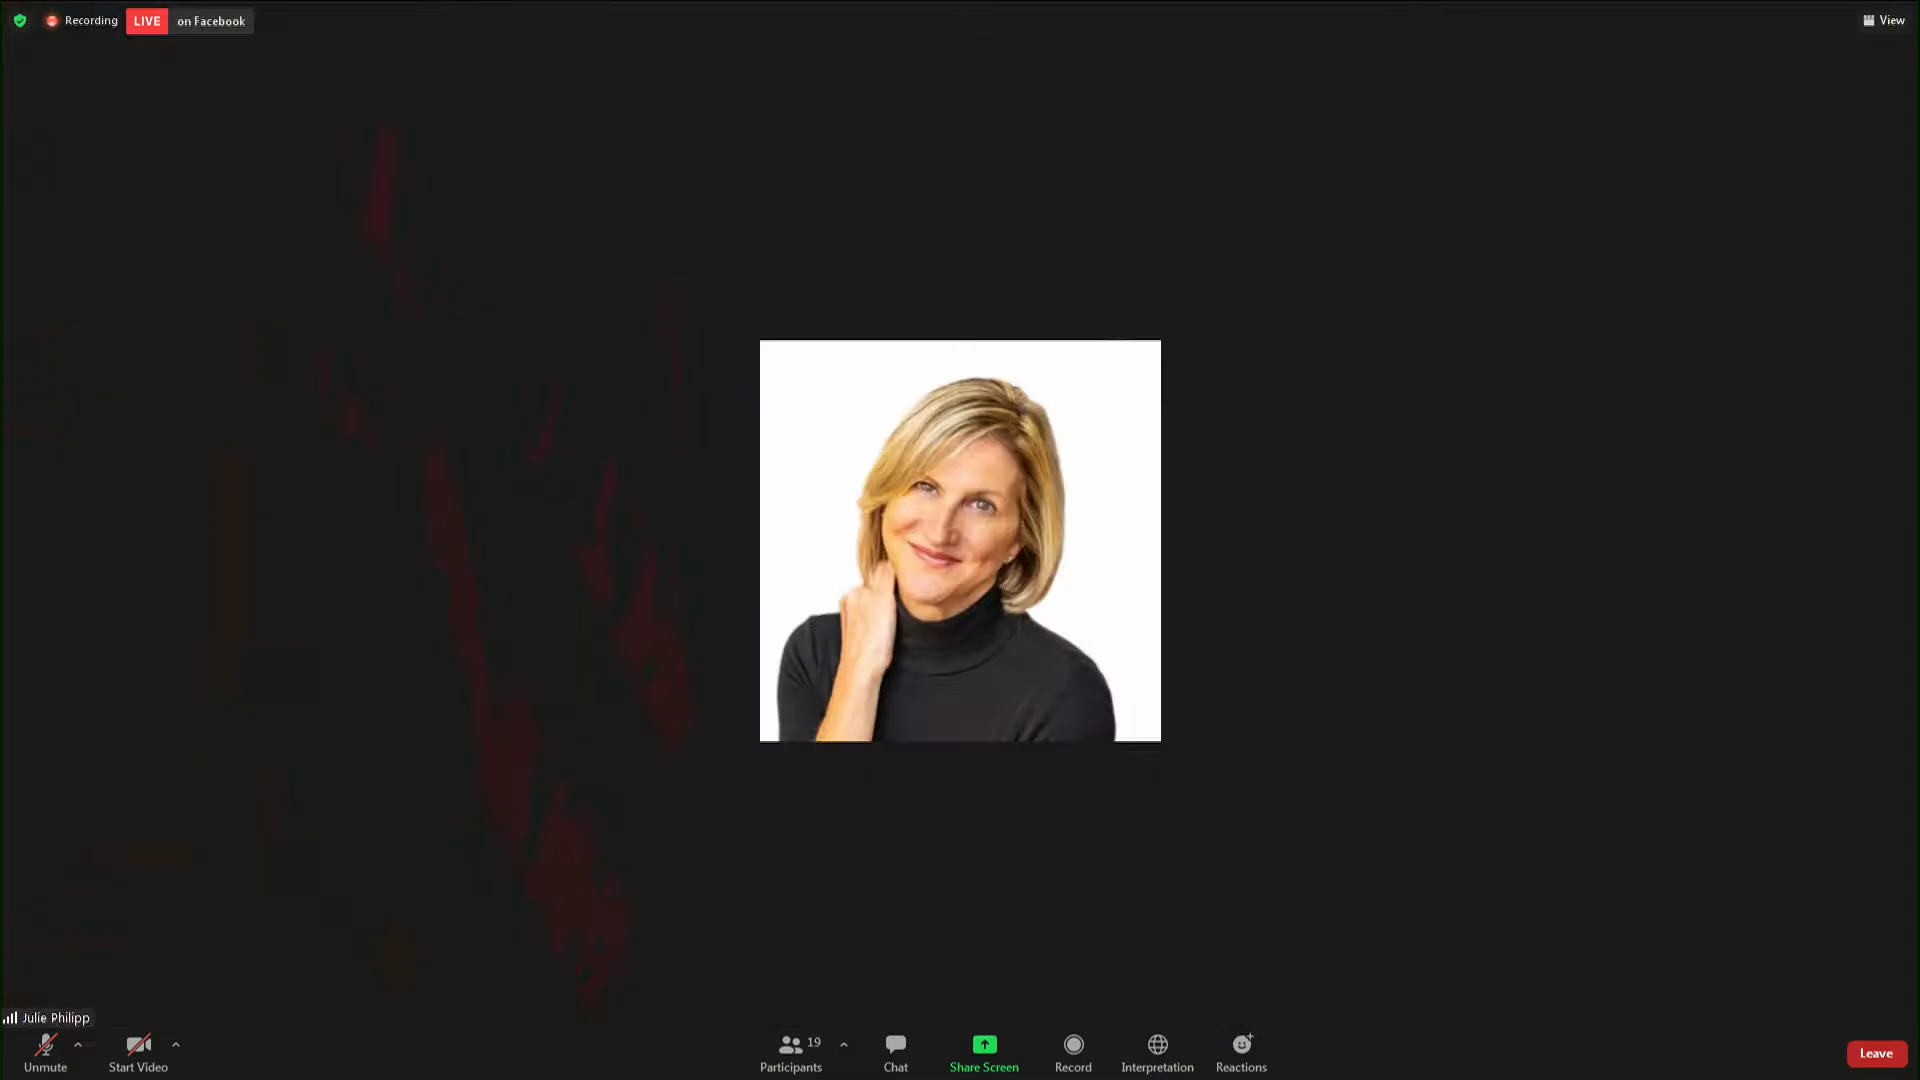 Recording LIVE on Facebook
View
Julie Philipp
Unmute Start Video 19 Participants Chat Share Screen Record Interpretation Reactions Leave